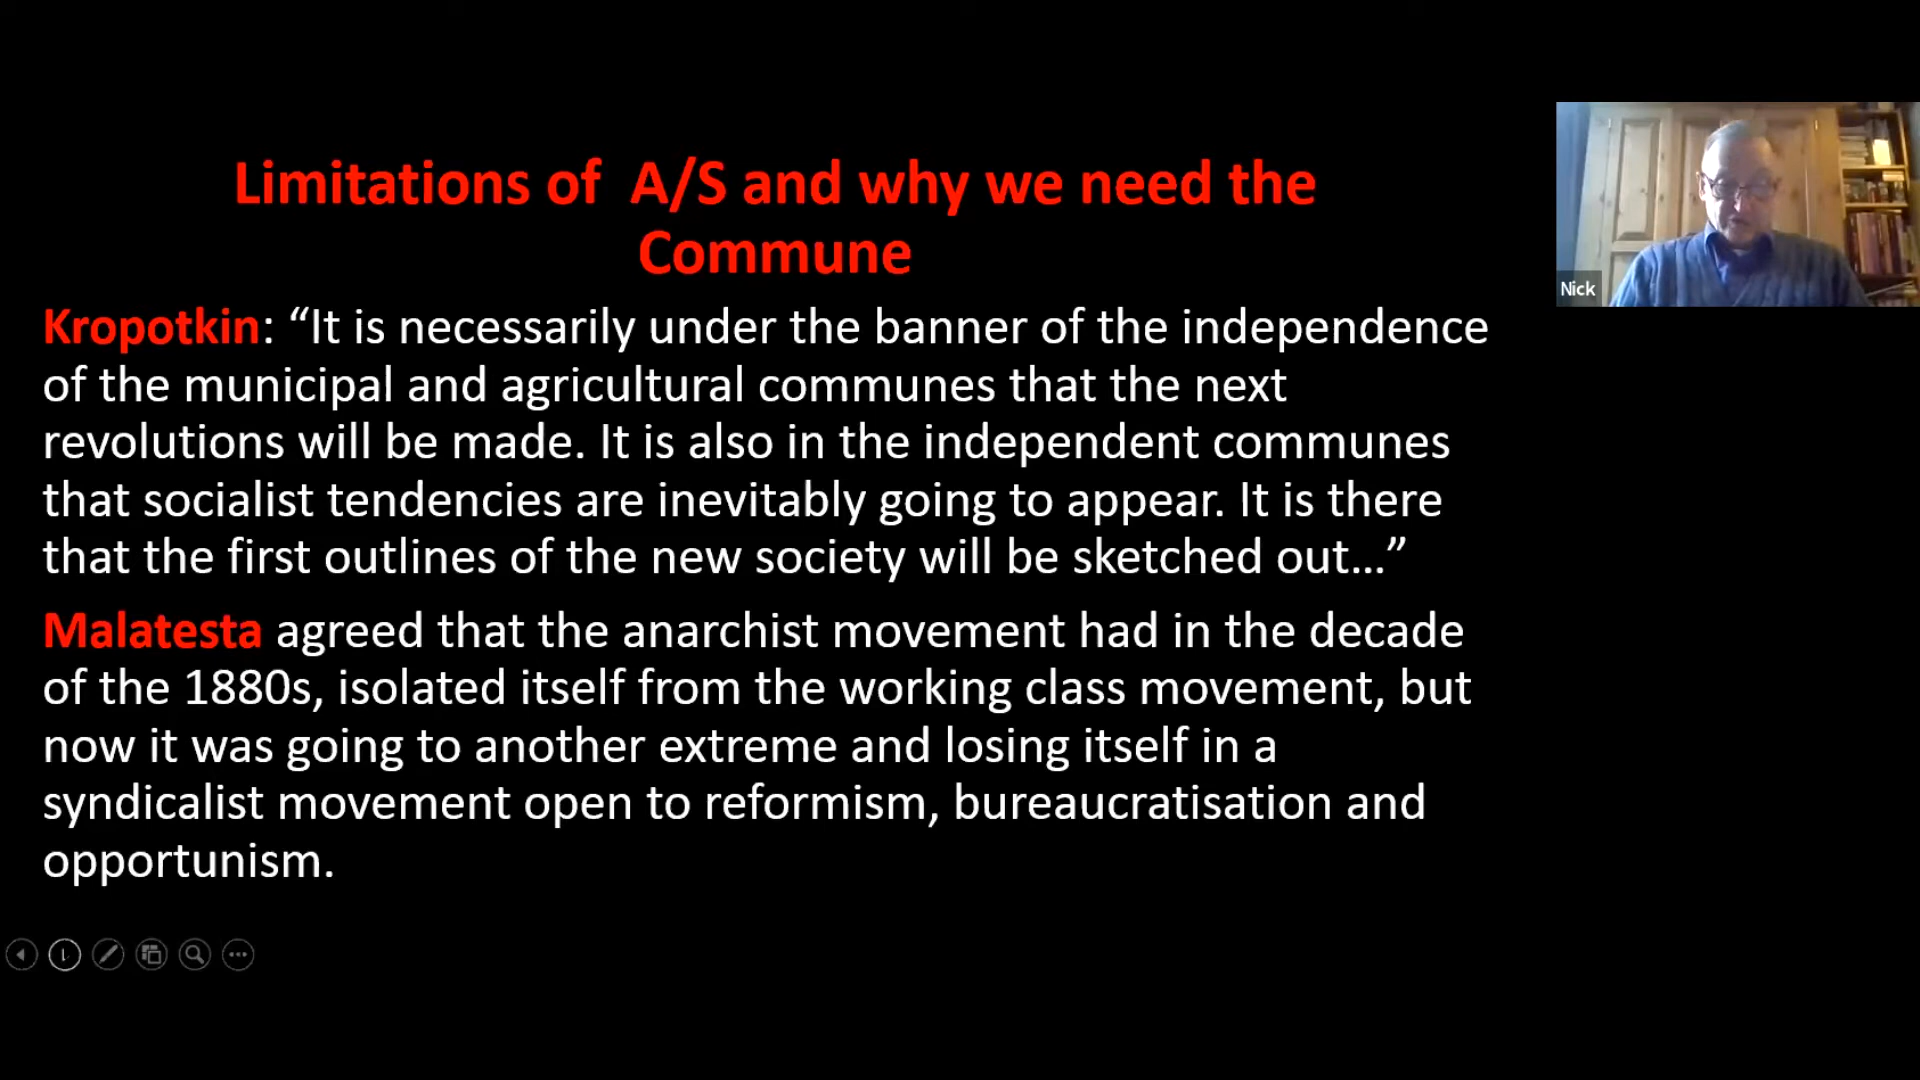 Limitations of  A/S and why we need the
Commune
Kropotkin: “It is necessarily under the banner of the independence
of the municipal and agricultural communes that the next
revolutions will be made. It is also in the independent communes
that socialist tendencies are inevitably going to appear. It is there
that the first outlines of the new society will be sketched out…”
Malatesta agreed that the anarchist movement had in the decade
of the 1880s, isolated itself from the working class movement, but
now it was going to another extreme and losing itself in a
syndicalist movement open to reformism, bureaucratisation and
opportunism.
Nick